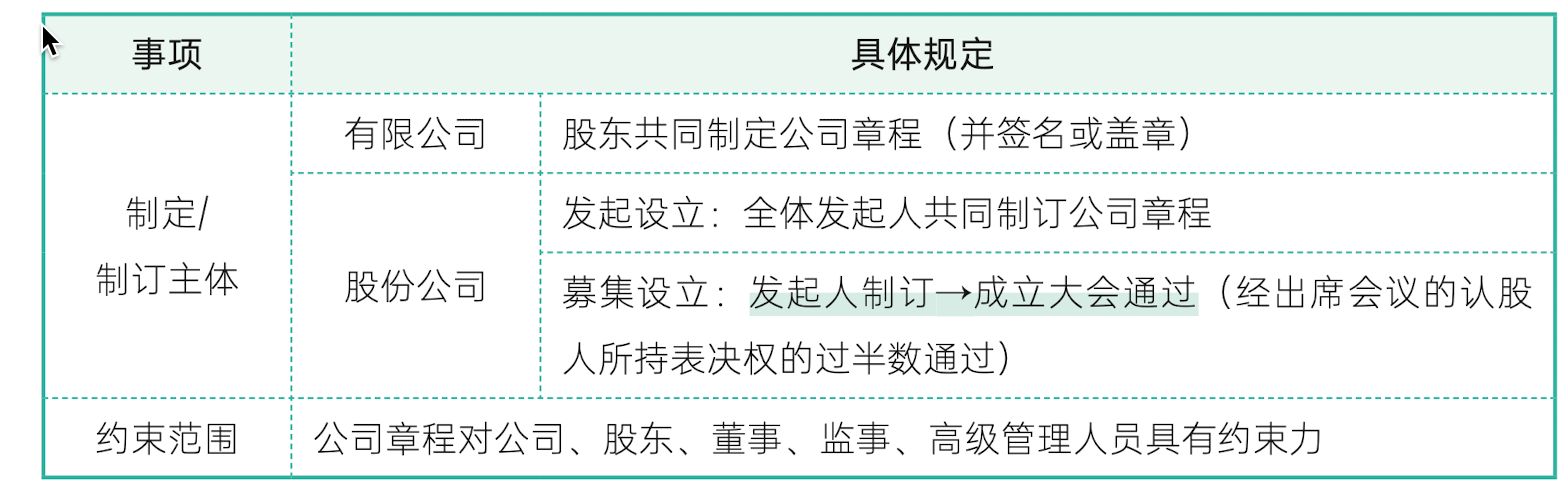 事项
具体规定
制定/
制订主体
有限公司
股东共同制定公司章程（并签名或盖章）
股份公司
发起设立：全体发起人共同制订公司章程
募集设立：发起人制订→成立大会通过（经出席会议的认股
人所持表决权的过半数通过）
约束范围
公司章程对公司、股东、董事、监事、高级管理人员具有约束力